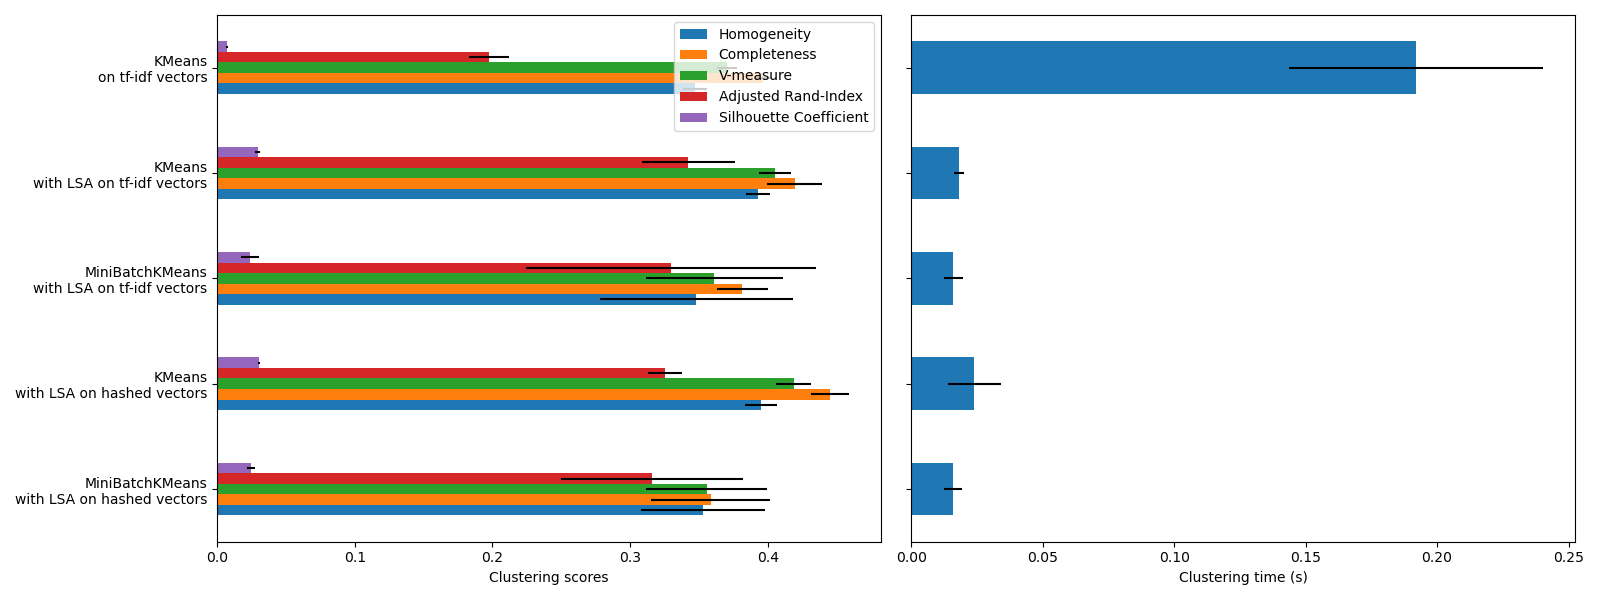 KMeans
on tf-idf vectors
KMeans
with LSA on tf-idf vectors
MiniBatchKMeans
with LSA on tf-idf vectors
KMeans
with LSA on hashed vectors
MiniBatchKMeans
with LSA on hashed vectors
Homogeneity
Completeness
V-measure
Adjusted Rand-Index
Silhouette Coefficient
0.0 0.1 0.2 0.3 0.4
Clustering scores
0.00 0.05 0.10 0.15 0.20 0.25
Clustering time (s)